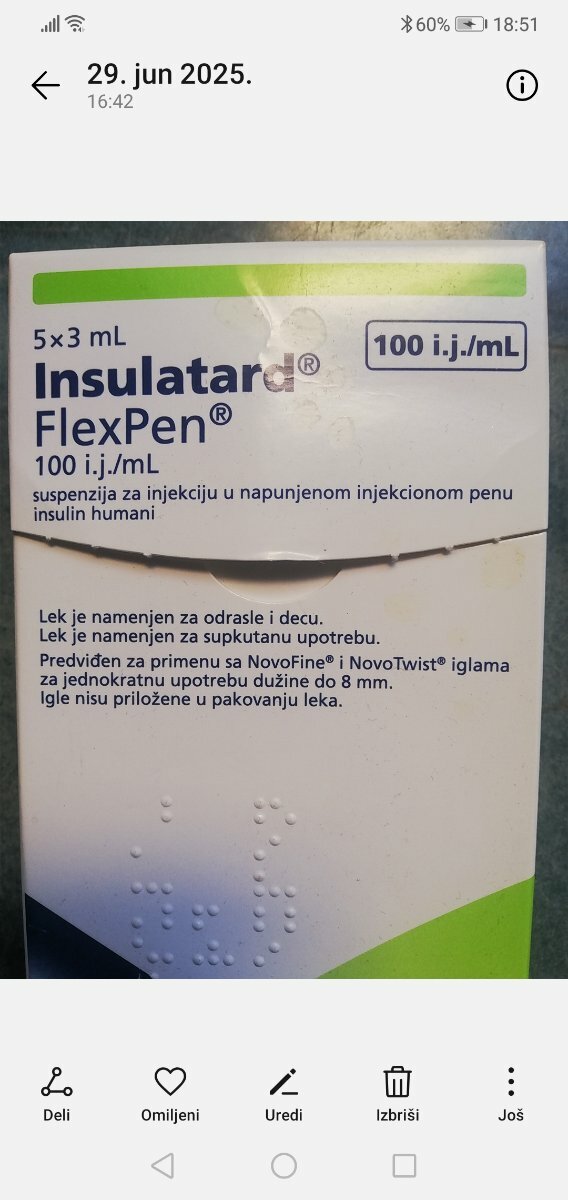 60% 18:51
29. jun 2025.
16:42
5×3 mL
100 i.j./mL
Insulatard®
FlexPen®
100 i.j./mL
suspenzija za injekciju u napunjenom injekcionom penu
insulin humani
Lek je namenjen za odrasle i decu.
Lek je namenjen za supkutanu upotrebu.
Predviđen za primenu sa NovoFine® i NovoTwist® iglama
za jednokratnu upotrebu dužine do 8 mm.
Igle nisu priložene u pakovanju leka.
Deli Omiljeni Uredi Izbriši Još